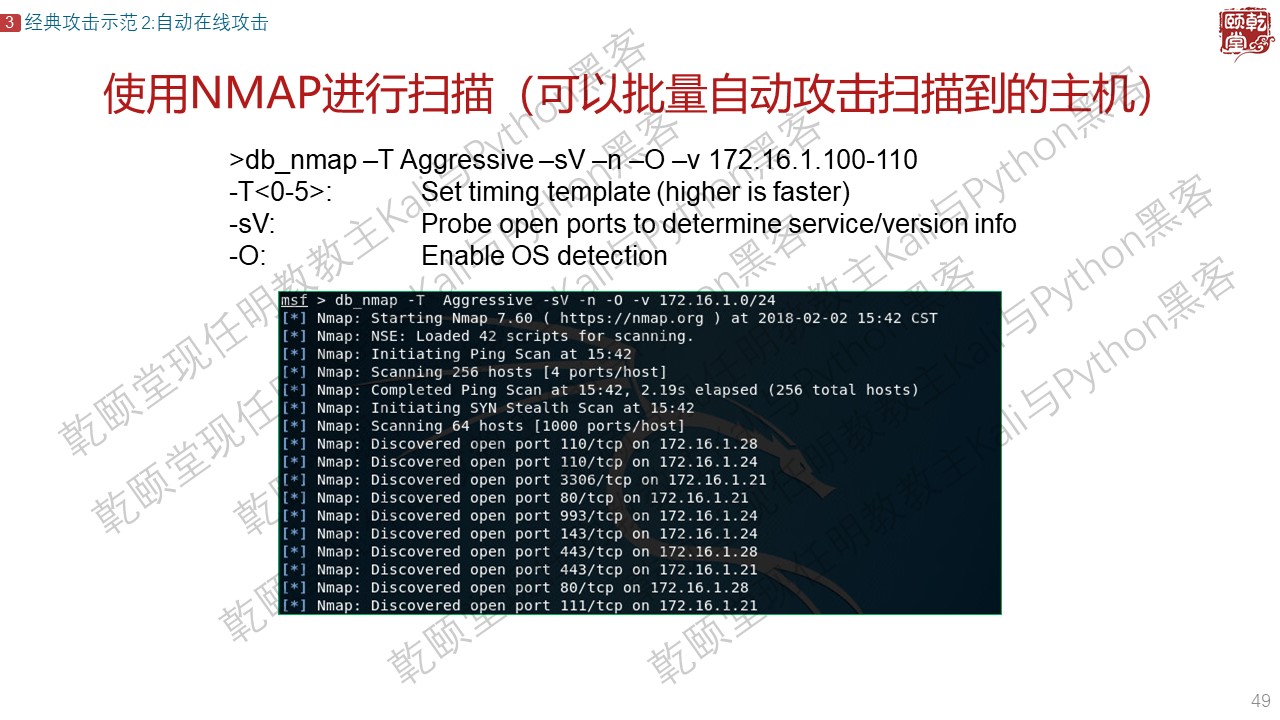 3 经典攻击示范2:自动在线攻击
乾颐堂
使用NMAP进行扫描（可以批量自动攻击扫描到的主机）
>db_nmap –T Aggressive –sV –n –O –v 172.16.1.100-110
-T<0-5>: Set timing template (higher is faster)
-sV: Probe open ports to determine service/version info
-O: Enable OS detection
msf > db_nmap -T  Aggressive -sV -n -O -v 172.16.1.0/24
[*] Nmap: Starting Nmap 7.60 ( https://nmap.org ) at 2018-02-02 15:42 CST
[*] Nmap: NSE: Loaded 42 scripts for scanning.
[*] Nmap: Initiating Ping Scan at 15:42
[*] Nmap: Scanning 256 hosts [4 ports/host]
[*] Nmap: Completed Ping Scan at 15:42, 2.19s elapsed (256 total hosts)
[*] Nmap: Initiating SYN Stealth Scan at 15:42
[*] Nmap: Scanning 64 hosts [1000 ports/host]
[*] Nmap: Discovered open port 110/tcp on 172.16.1.28
[*] Nmap: Discovered open port 110/tcp on 172.16.1.24
[*] Nmap: Discovered open port 3306/tcp on 172.16.1.21
[*] Nmap: Discovered open port 80/tcp on 172.16.1.21
[*] Nmap: Discovered open port 993/tcp on 172.16.1.24
[*] Nmap: Discovered open port 143/tcp on 172.16.1.24
[*] Nmap: Discovered open port 443/tcp on 172.16.1.28
[*] Nmap: Discovered open port 443/tcp on 172.16.1.21
[*] Nmap: Discovered open port 80/tcp on 172.16.1.28
[*] Nmap: Discovered open port 111/tcp on 172.16.1.21
乾颐堂现任明教教主Kali与Python黑客
49